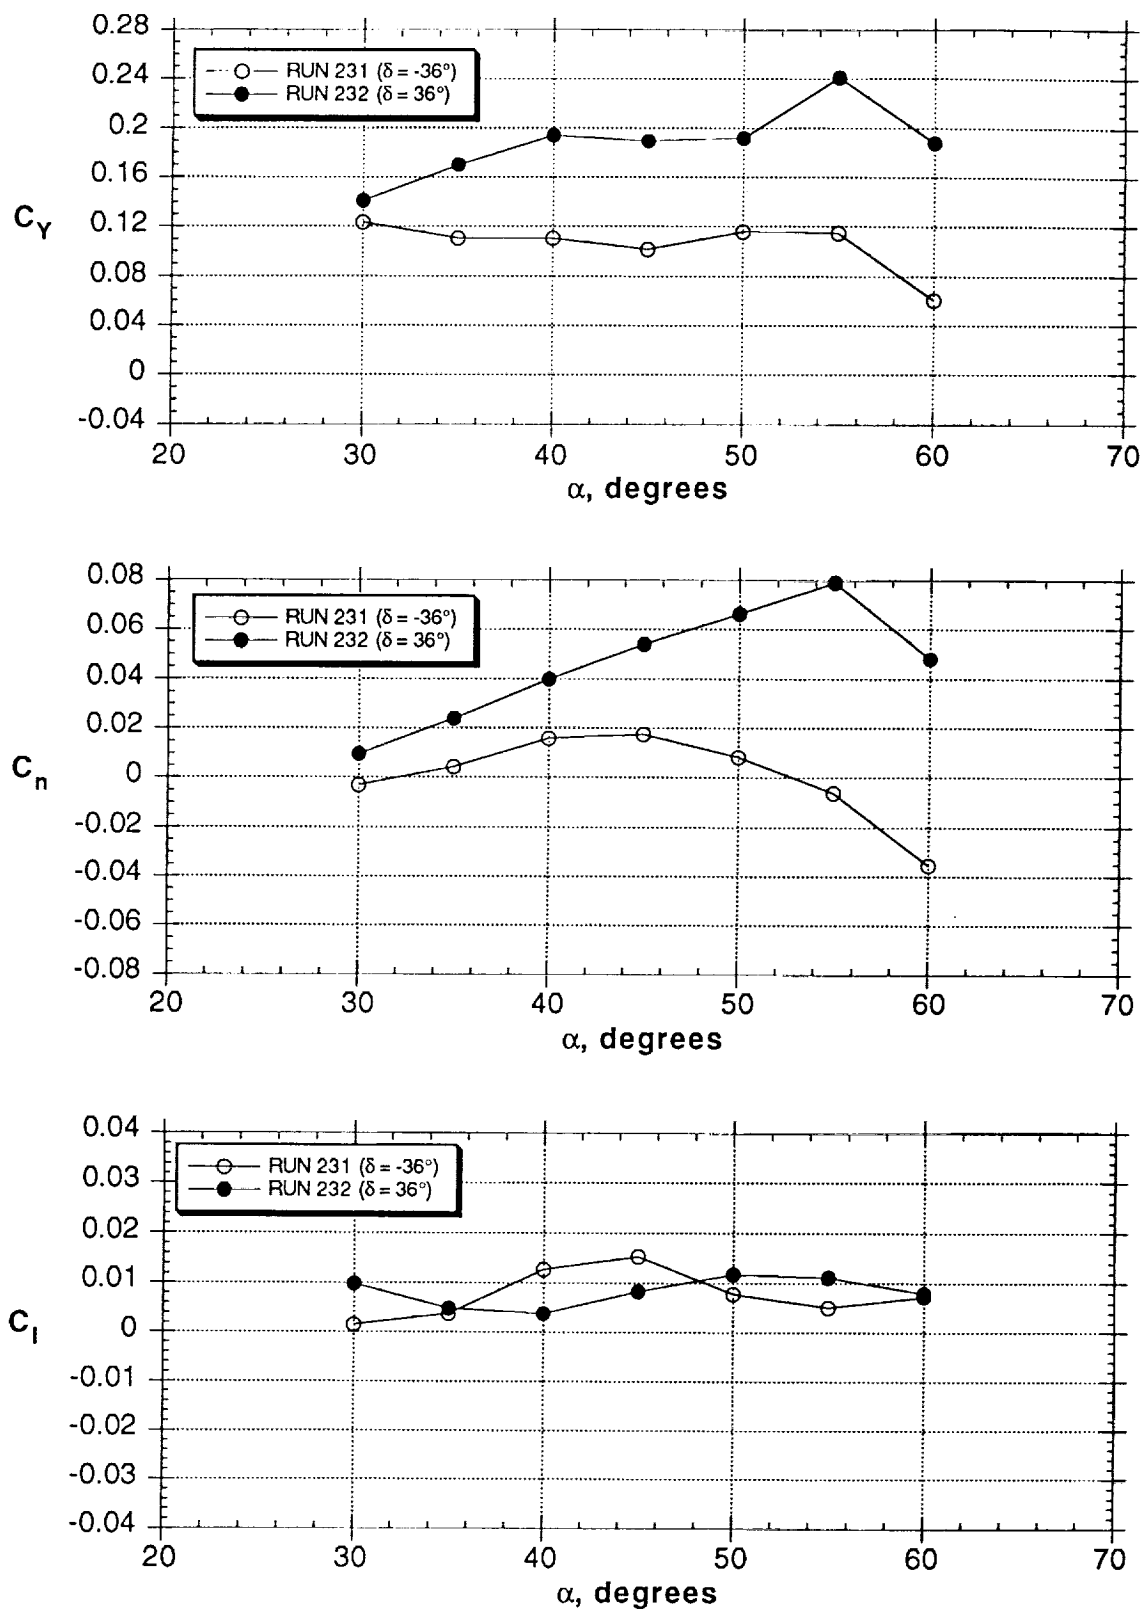 0.28
RUN 231 (δ = -36°)
RUN 232 (δ = 36°)
0.24
0.2
0.16
C_Y
0.12
0.08
0.04
0
-0.04
20 30 40 50 60 70
α, degrees
0.08
RUN 231 (δ = -36°)
RUN 232 (δ = 36°)
0.06
0.04
0.02
C_n
0
-0.02
-0.04
-0.06
-0.08
20 30 40 50 60 70
α, degrees
0.04
RUN 231 (δ = -36°)
RUN 232 (δ = 36°)
0.03
0.02
0.01
C_l
0
-0.01
-0.02
-0.03
-0.04
20 30 40 50 60 70
α, degrees